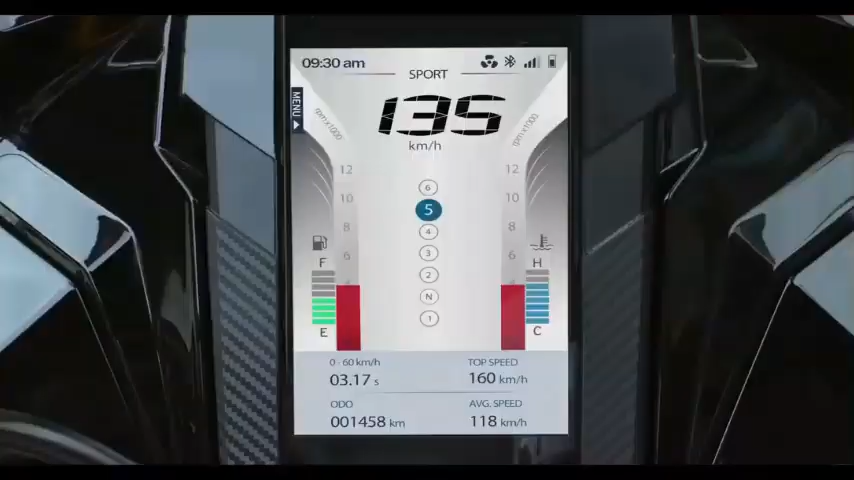 09:30 am
SPORT
MENU
135
km/h
rpm x1000
rpm x1000
12
10
8
6
4
12
10
8
6
4
6
5
4
3
2
N
1
F
E
H
C
0 - 60 km/h
03.17 s
TOP SPEED
160 km/h
ODO
001458 km
AVG. SPEED
118 km/h